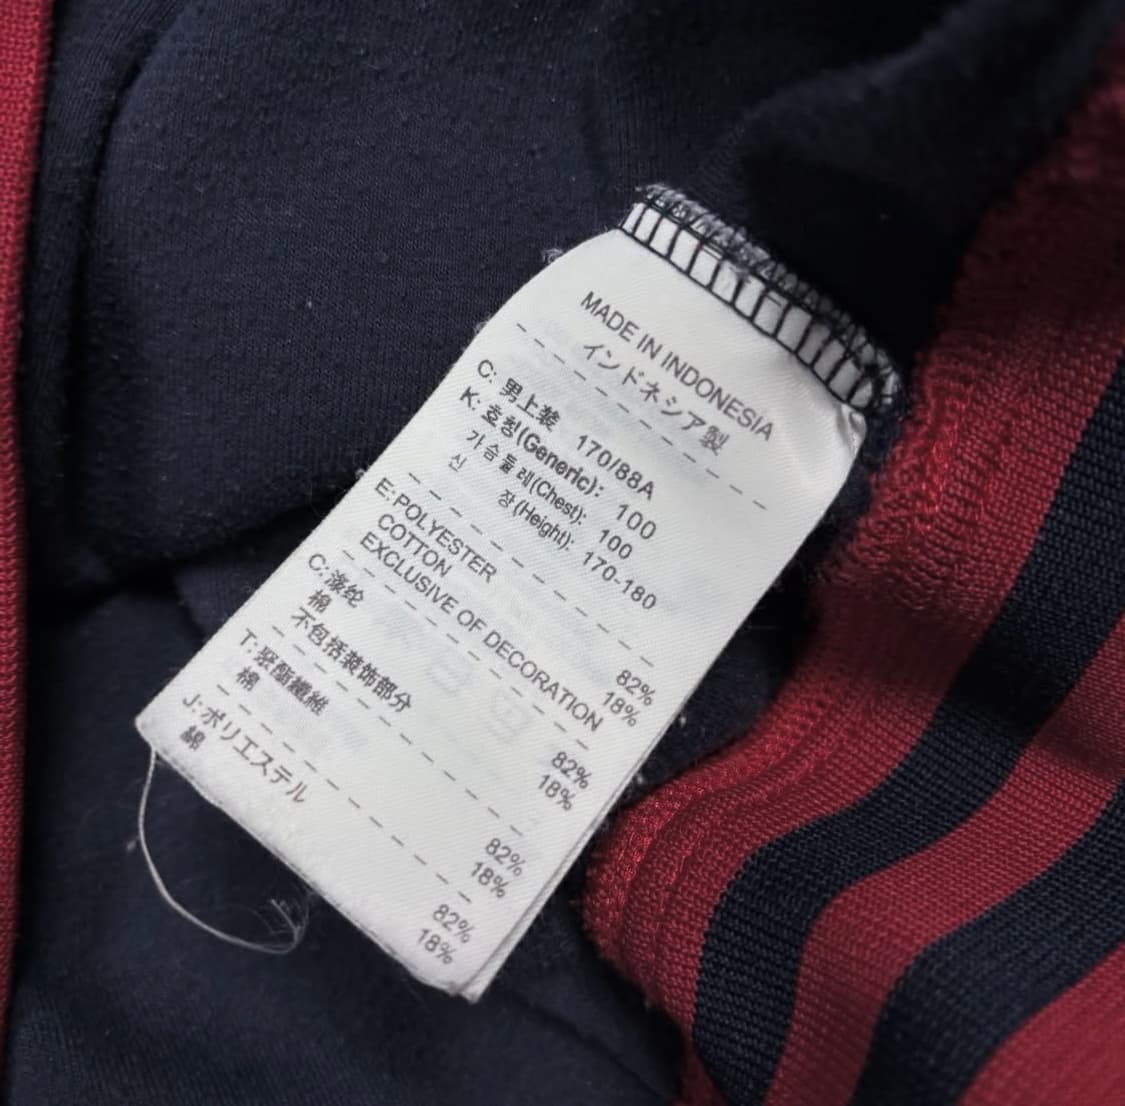 MADE IN INDONESIA
インドネシア製
C: 男上装 170/88A
K: 호칭(Generic): 100
가슴둘레(Chest): 100
신 장(Height): 170-180
E:POLYESTER 82%
COTTON 18%
EXCLUSIVE OF DECORATION
C:涤纶 82%
棉 18%
不包括装饰部分
T:聚酯纖維 82%
棉 18%
J:ポリエステル 82%
綿 18%